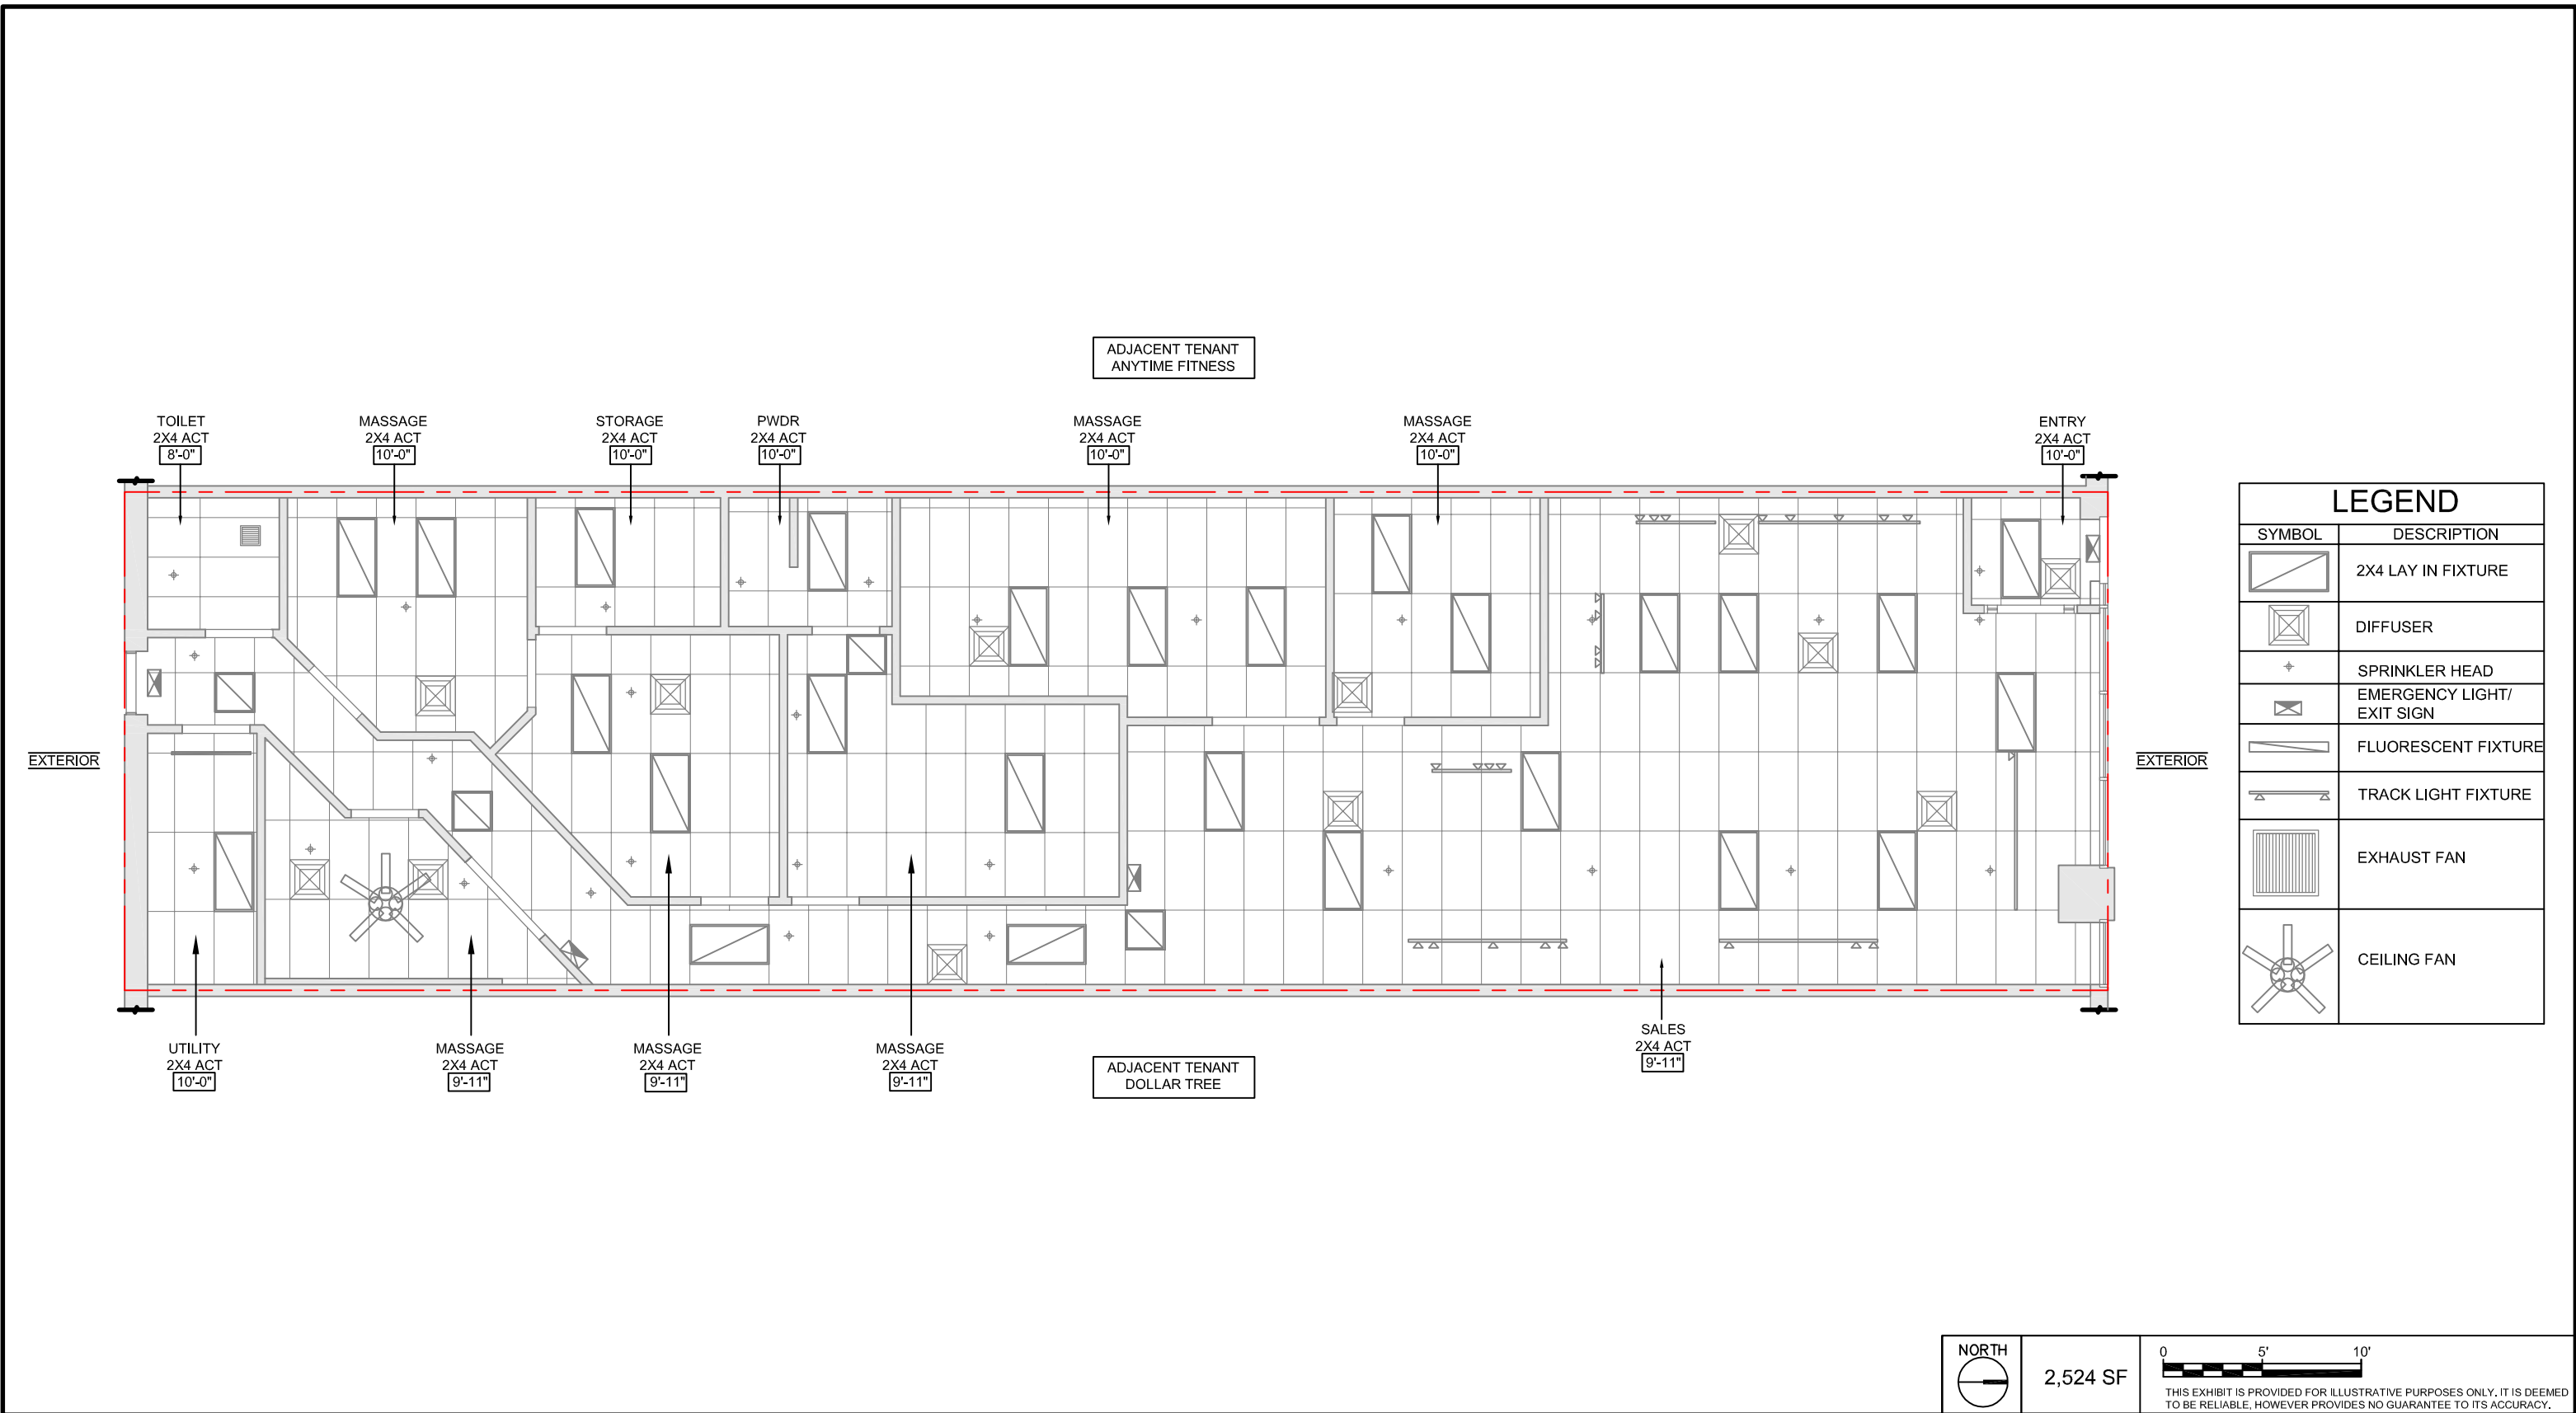 ADJACENT TENANT
ANYTIME FITNESS
TOILET
2X4 ACT
8'-0"
MASSAGE
2X4 ACT
10'-0"
STORAGE
2X4 ACT
10'-0"
PWDR
2X4 ACT
10'-0"
MASSAGE
2X4 ACT
10'-0"
MASSAGE
2X4 ACT
10'-0"
ENTRY
2X4 ACT
10'-0"
EXTERIOR
EXTERIOR
LEGEND
SYMBOL DESCRIPTION
2X4 LAY IN FIXTURE
DIFFUSER
SPRINKLER HEAD
EMERGENCY LIGHT/
EXIT SIGN
FLUORESCENT FIXTURE
TRACK LIGHT FIXTURE
EXHAUST FAN
CEILING FAN
UTILITY
2X4 ACT
10'-0"
MASSAGE
2X4 ACT
9'-11"
MASSAGE
2X4 ACT
9'-11"
MASSAGE
2X4 ACT
9'-11"
ADJACENT TENANT
DOLLAR TREE
SALES
2X4 ACT
9'-11"
NORTH
2,524 SF
0 5' 10'
THIS EXHIBIT IS PROVIDED FOR ILLUSTRATIVE PURPOSES ONLY. IT IS DEEMED
TO BE RELIABLE, HOWEVER PROVIDES NO GUARANTEE TO ITS ACCURACY.